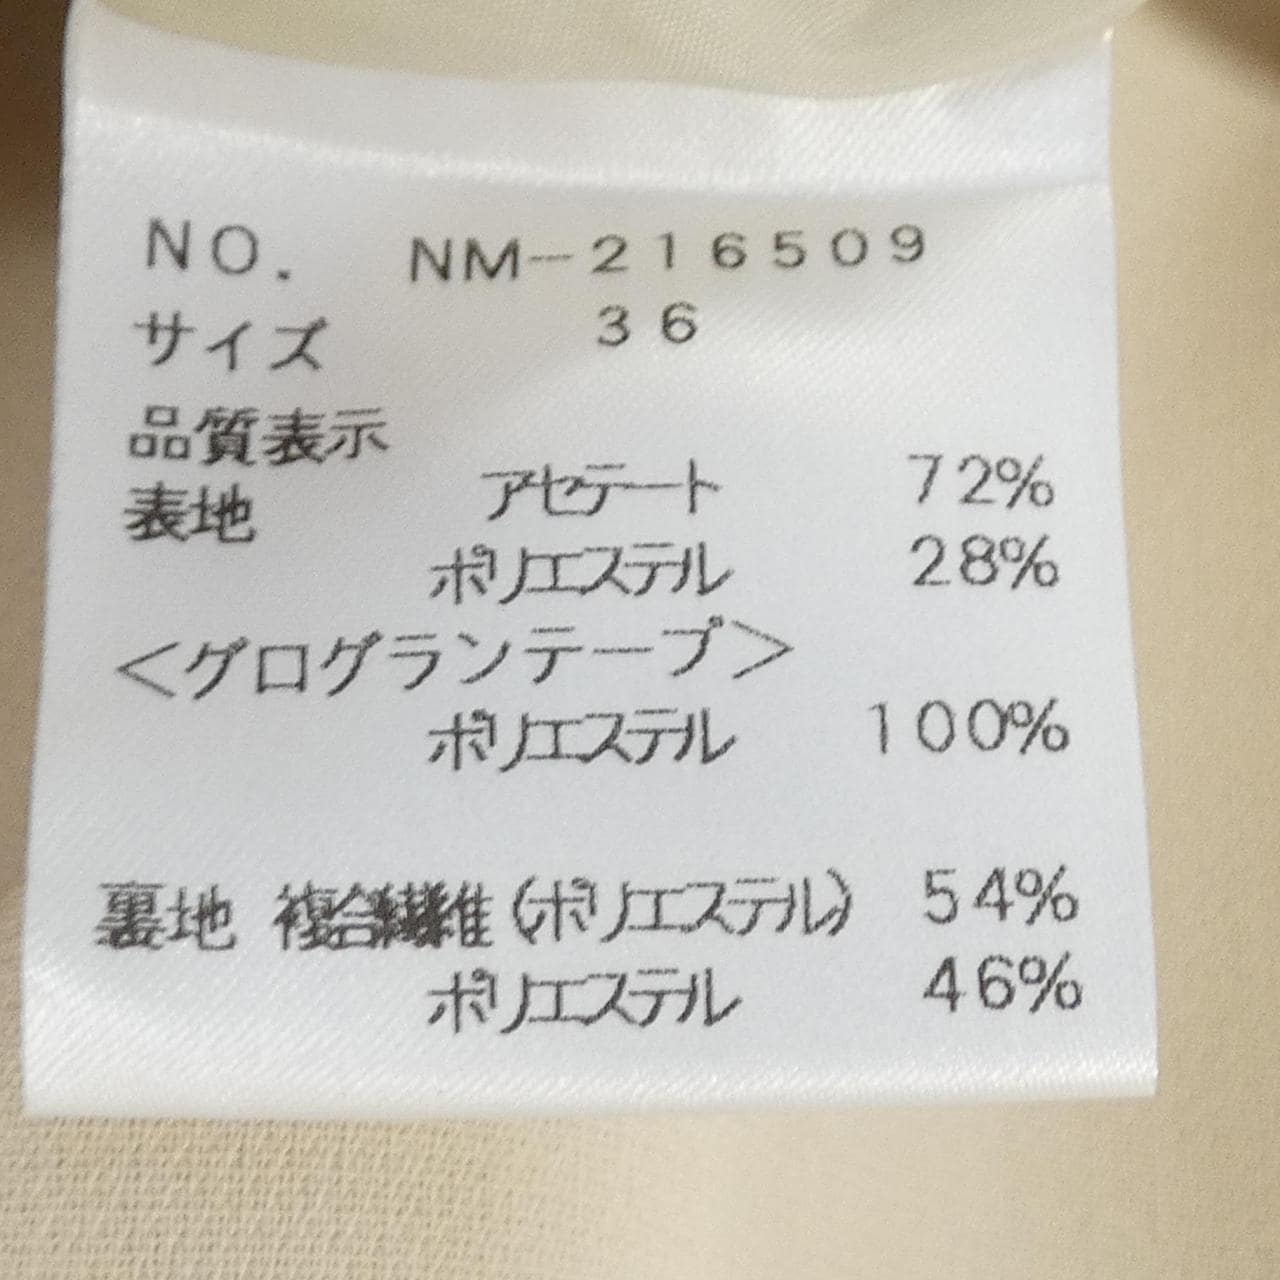 NO. NM-216509
サイズ 36
品質表示
表地 アセテート 72%
ポリエステル 28%
<グログランテープ>
ポリエステル 100%
裏地 複合繊維(ポリエステル) 54%
ポリエステル 46%